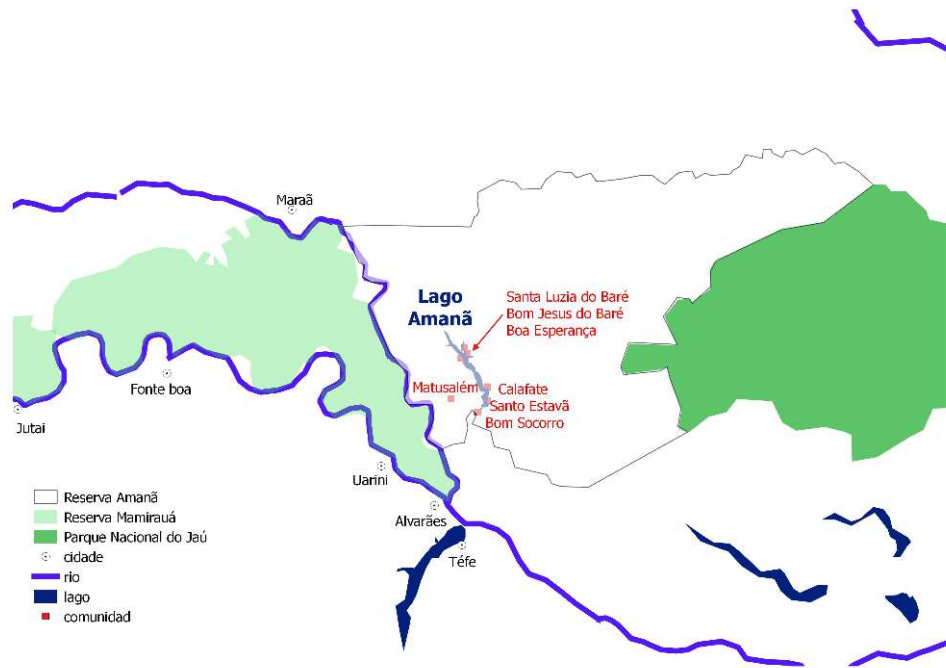 Maraã
Lago
Amanã
Santa Luzia do Baré
Bom Jesus do Baré
Boa Esperança
Matusalém
Calafate
Santo Estavã
Bom Socorro
Fonte boa
Jutai
Uarini
Alvarães
Téfe
Reserva Amanã
Reserva Mamirauá
Parque Nacional do Jaú
cidade
rio
lago
comunidad